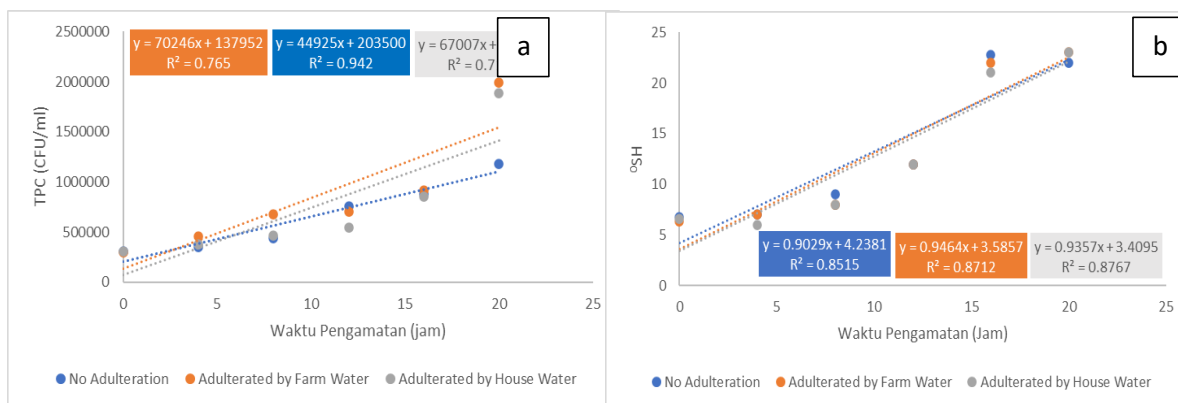 a
y = 70246x + 137952
R² = 0.765
y = 44925x + 203500
R² = 0.942
y = 67007x +
R² = 0.7
TPC (CFU/ml)
2500000
2000000
1500000
1000000
500000
0
0 5 10 15 20 25
Waktu Pengamatan (jam)
No Adulteration Adulterated by Farm Water Adulterated by House Water
b
ºSH
25
20
15
10
5
0
y = 0.9029x + 4.2381
R² = 0.8515
y = 0.9464x + 3.5857
R² = 0.8712
y = 0.9357x + 3.4095
R² = 0.8767
0 5 10 15 20 25
Waktu Pengamatan (Jam)
No Adulteration Adulterated by Farm Water Adulterated by House Water